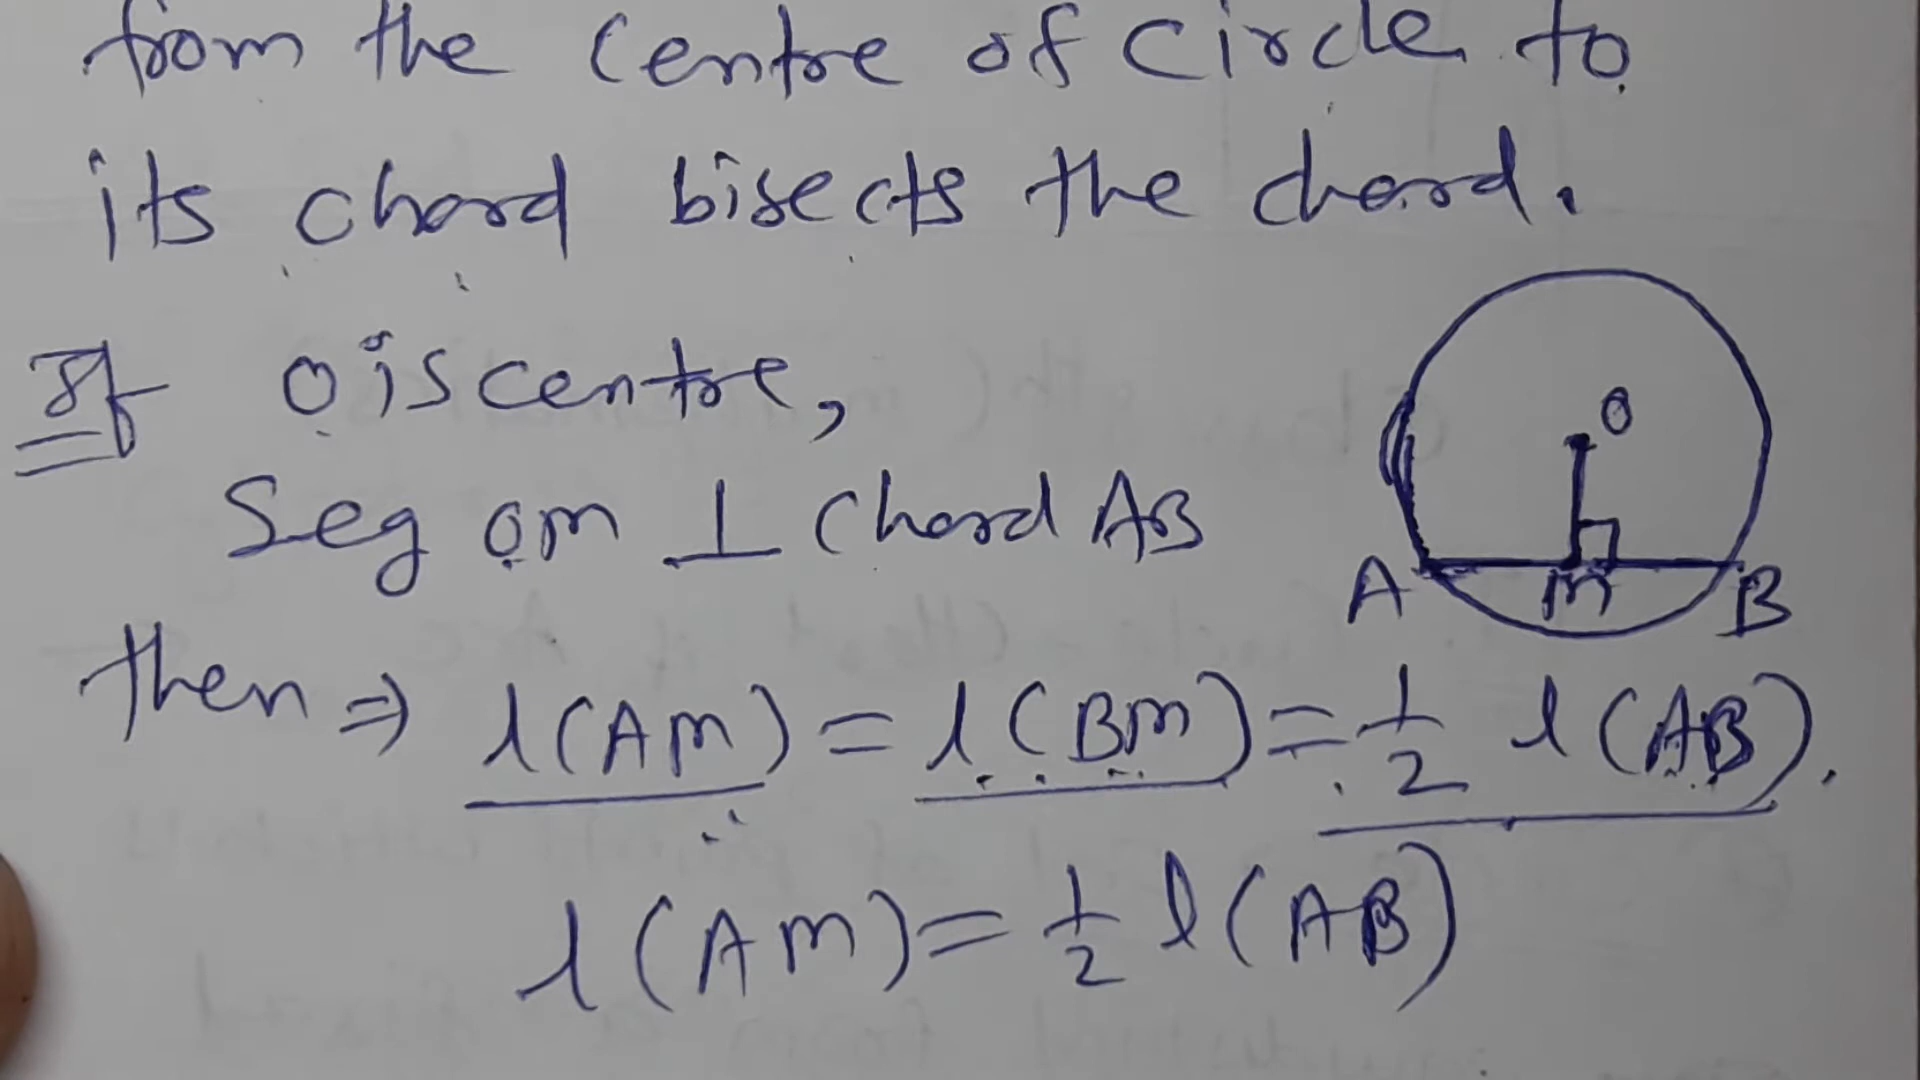 from the centre of circle to
its chord bisects the chord.
If O is centre,
Seg OM ⊥ chord AB
O
A M B
then ⇒ l(AM) = l(BM) = 1/2 l(AB).
l(AM) = 1/2 l(AB)